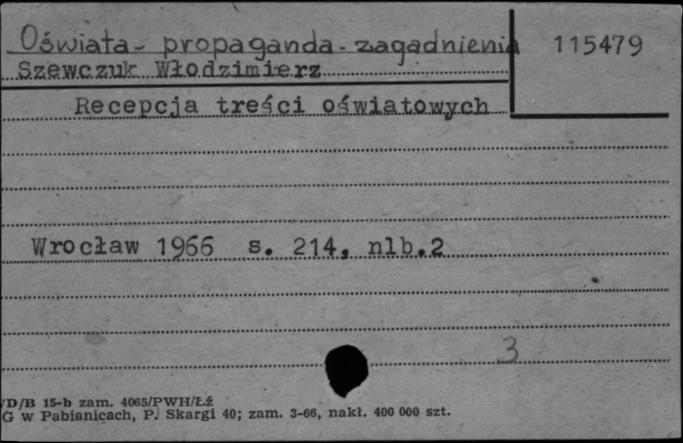 Oświata - propaganda - zagadnienia 115479
Szewczuk Włodzimierz
Recepcja treści oświatowych
Wrocław 1966 s. 214, nlb.2
3
/D/B 15-b zam. 4065/PWH/Łź
G w Pabianicach, P. Skargi 40; zam. 3-66, nakł. 400 000 szt.